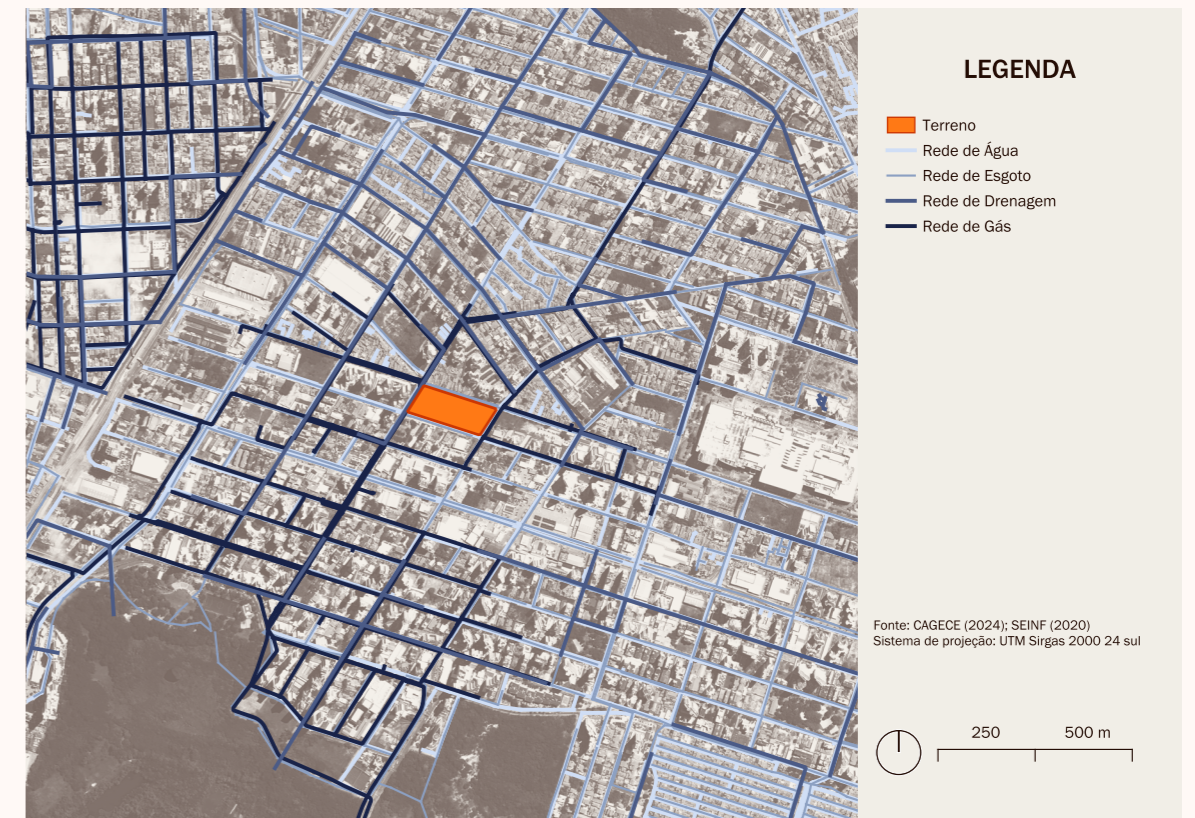 LEGENDA
Terreno
Rede de Água
Rede de Esgoto
Rede de Drenagem
Rede de Gás
Fonte: CAGECE (2024); SEINF (2020)
Sistema de projeção: UTM Sirgas 2000 24 sul
250 500 m